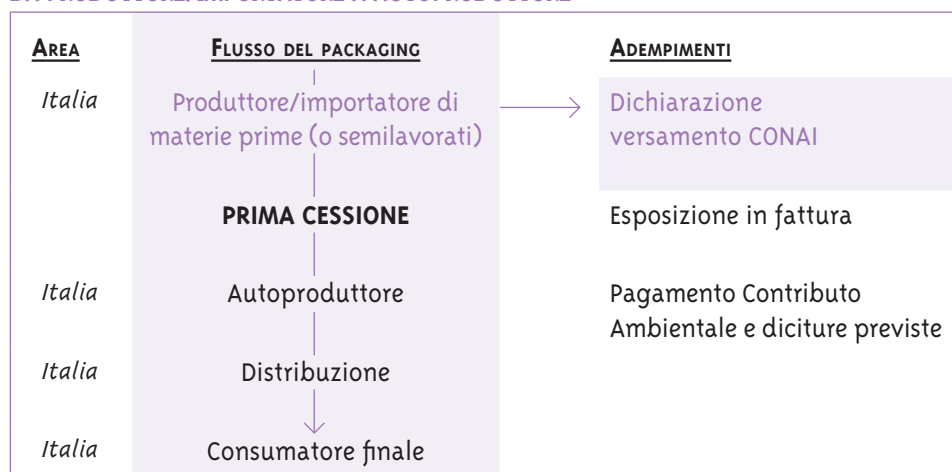 AREA FLUSSO DEL PACKAGING ADEMPIMENTI
Italia Produttore/importatore di Dichiarazione
materie prime (o semilavorati) versamento CONAI
PRIMA CESSIONE Esposizione in fattura
Italia Autoproduttore Pagamento Contributo
Ambientale e diciture previste
Italia Distribuzione
Italia Consumatore finale